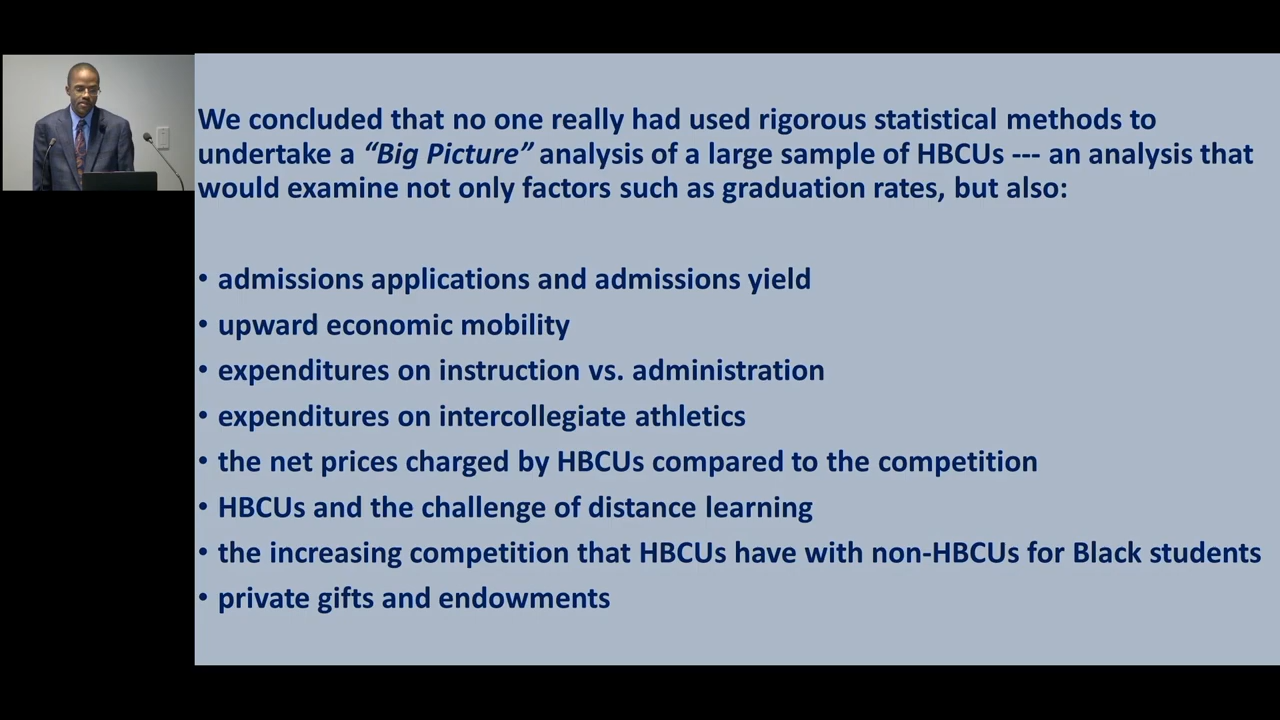 We concluded that no one really had used rigorous statistical methods to
undertake a “Big Picture” analysis of a large sample of HBCUs --- an analysis that
would examine not only factors such as graduation rates, but also:
• admissions applications and admissions yield
• upward economic mobility
• expenditures on instruction vs. administration
• expenditures on intercollegiate athletics
• the net prices charged by HBCUs compared to the competition
• HBCUs and the challenge of distance learning
• the increasing competition that HBCUs have with non-HBCUs for Black students
• private gifts and endowments